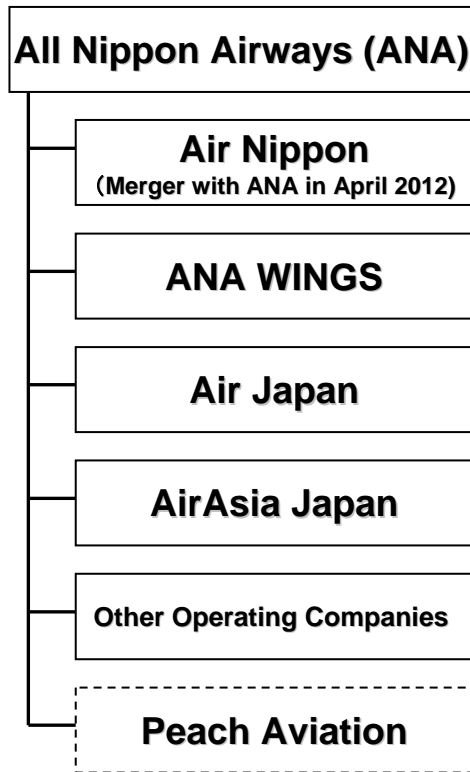 All Nippon Airways (ANA)
Air Nippon
（Merger with ANA in April 2012)
ANA WINGS
Air Japan
AirAsia Japan
Other Operating Companies
Peach Aviation